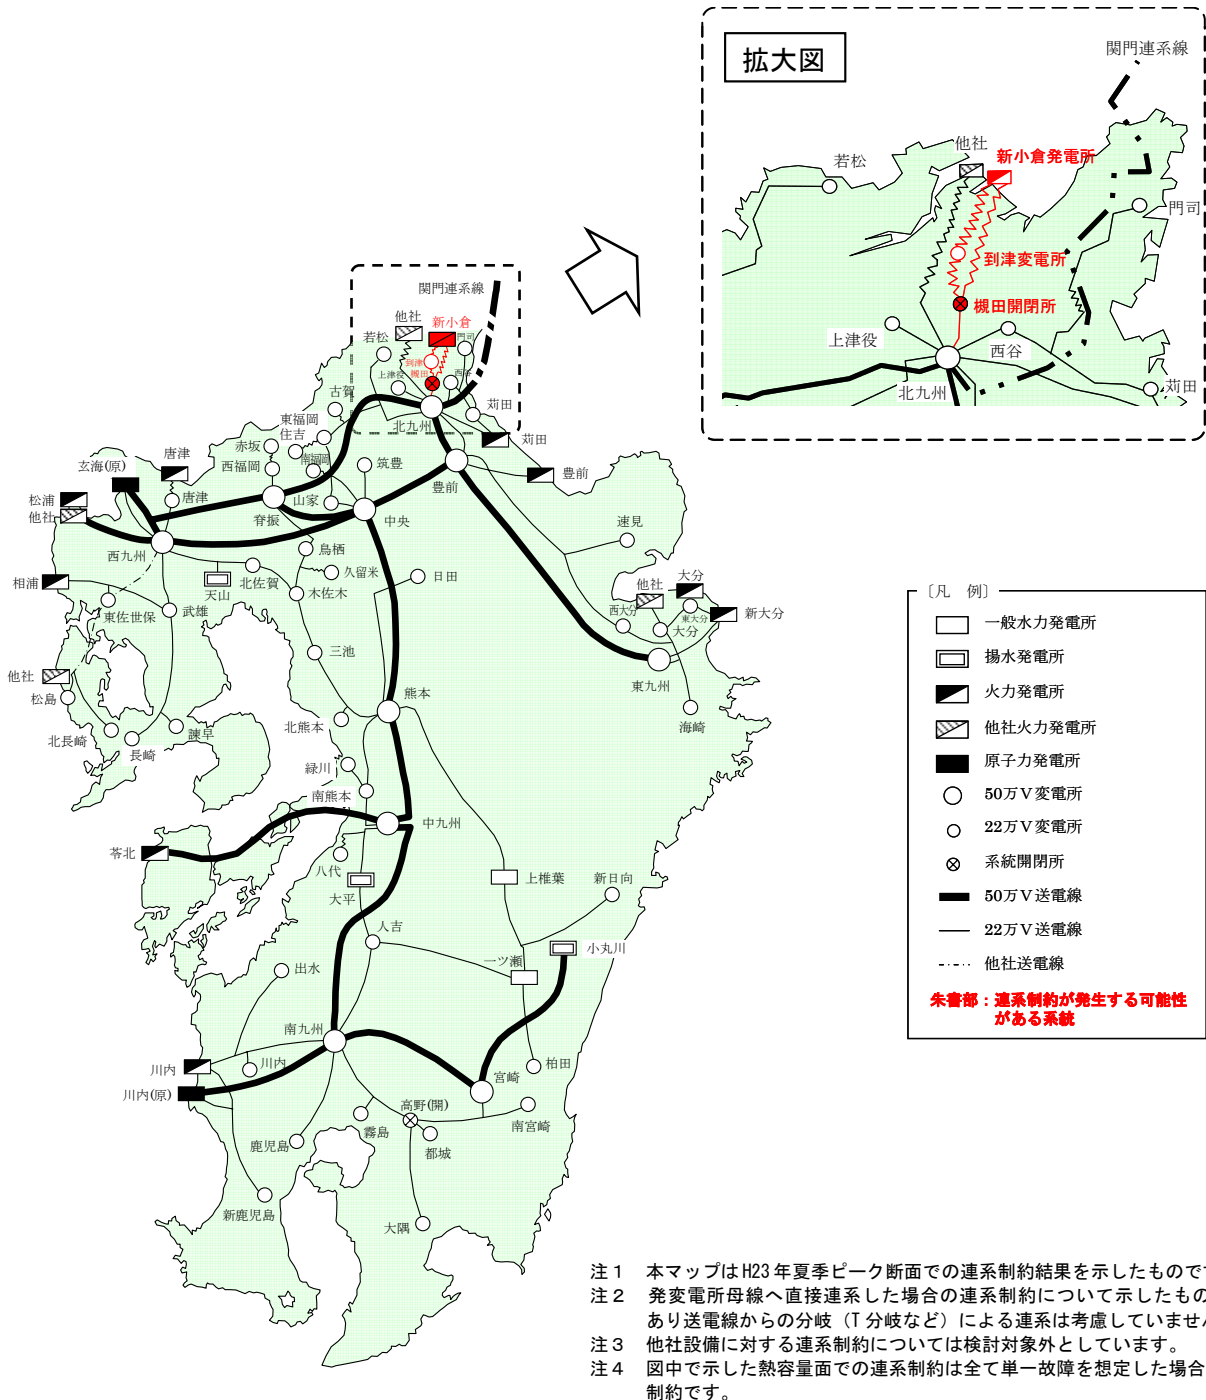 拡大図
関門連系線
他社
新小倉発電所
若松
門司
到津変電所
槻田開閉所
上津役
西谷
北九州
苅田
関門連系線
他社
新小倉
若松
門司
到津
槻田
上津役
西谷
古賀
北九州
苅田
苅田
東福岡
住吉
赤坂
南福岡
西福岡
筑豊
豊前
豊前
唐津
玄海(原)
松浦
他社
唐津
山家
脊振
中央
速見
西九州
鳥栖
久留米
日田
相浦
北佐賀
天山
木佐木
東佐世保
武雄
他社
大分
西大分
東大分
大分
新大分
三池
東九州
他社
松島
熊本
北熊本
海崎
北長崎
長崎
諫早
緑川
南熊本
中九州
苓北
八代
大平
上椎葉
新日向
人吉
小丸川
一ツ瀬
出水
南九州
川内
川内
川内(原)
宮崎
柏田
高野(開)
霧島
都城
南宮崎
鹿児島
新鹿児島
大隅
〔凡　例〕
一般水力発電所
揚水発電所
火力発電所
他社火力発電所
原子力発電所
50万Ｖ変電所
22万Ｖ変電所
系統開閉所
50万Ｖ送電線
22万Ｖ送電線
他社送電線
朱書部：連系制約が発生する可能性
がある系統
注１　本マップはH23年夏季ピーク断面での連系制約結果を示したもので
注２　発変電所母線へ直接連系した場合の連系制約について示したもの
あり送電線からの分岐（T分岐など）による連系は考慮していませ
注３　他社設備に対する連系制約については検討対象外としています。
注４　図中で示した熱容量面での連系制約は全て単一故障を想定した場合
制約です。